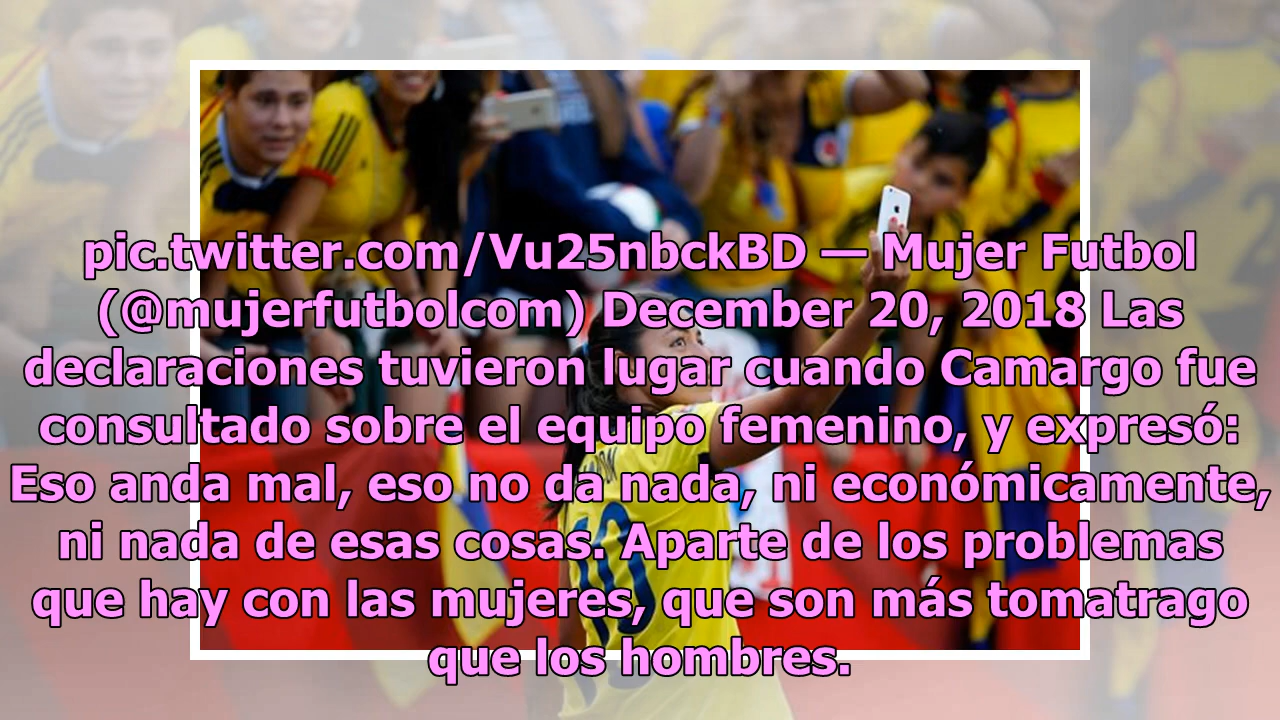 pic.twitter.com/Vu25nbckBD — Mujer Futbol
(@mujerfutbolcom) December 20, 2018 Las
declaraciones tuvieron lugar cuando Camargo fue
consultado sobre el equipo femenino, y expresó:
Eso anda mal, eso no da nada, ni económicamente,
ni nada de esas cosas. Aparte de los problemas
que hay con las mujeres, que son más tomatrago
que los hombres.
10